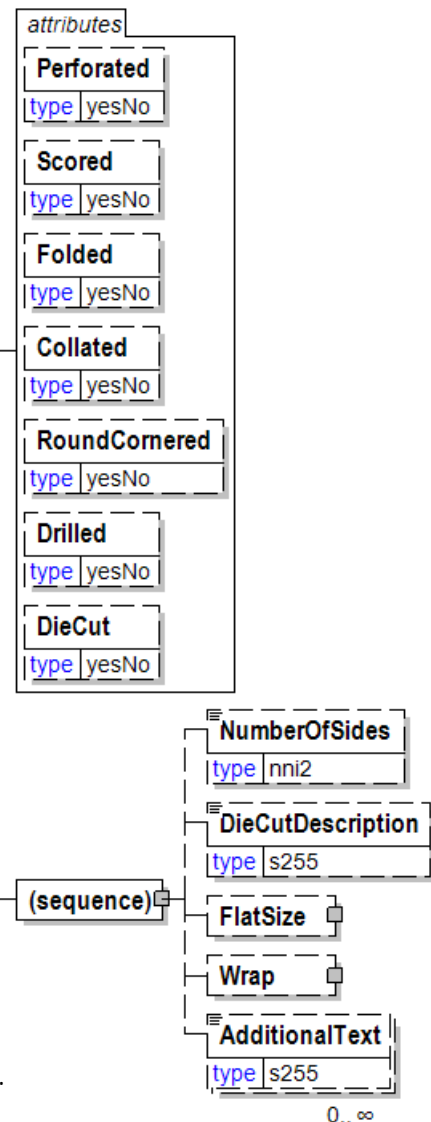 attributes
Perforated
type yesNo
Scored
type yesNo
Folded
type yesNo
Collated
type yesNo
RoundCornered
type yesNo
Drilled
type yesNo
DieCut
type yesNo
NumberOfSides
type nni2
DieCutDescription
type s255
(sequence)
FlatSize
Wrap
AdditionalText
type s255
.
0..∞